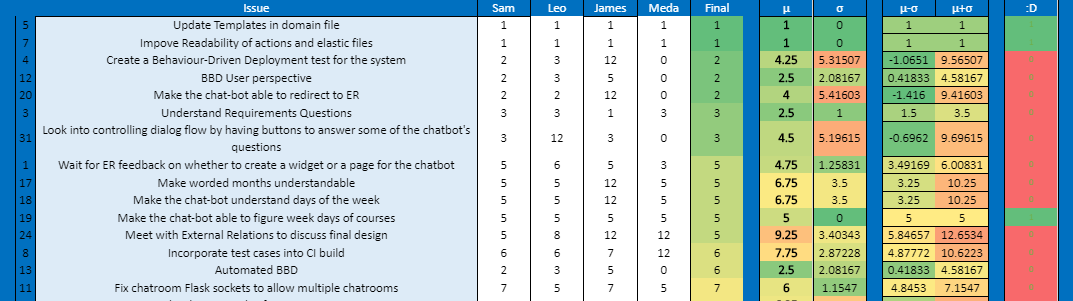 Issue Sam Leo James Meda Final μ σ μ-σ μ+σ :D
5 Update Templates in domain file 1 1 1 1 1 1 0 1 1
7 Impove Readability of actions and elastic files 1 1 1 1 1 1 0 1 1
4 Create a Behaviour-Driven Deployment test for the system 2 3 12 0 2 4.25 5.31507 -1.0651 9.56507
12 BBD User perspective 2 3 5 0 2 2.5 2.08167 0.41833 4.58167
20 Make the chat-bot able to redirect to ER 2 2 12 0 2 4 5.41603 -1.416 9.41603
3 Understand Requirements Questions 3 3 1 3 3 2.5 1 1.5 3.5
31 Look into controlling dialog flow by having buttons to answer some of the chatbot's
questions 3 12 3 0 3 4.5 5.19615 -0.6962 9.69615
1 Wait for ER feedback on whether to create a widget or a page for the chatbot 5 6 5 3 5 4.75 1.25831 3.49169 6.00831
17 Make worded months understandable 5 5 12 5 5 6.75 3.5 3.25 10.25
18 Make the chat-bot understand days of the week 5 5 12 5 5 6.75 3.5 3.25 10.25
19 Make the chat-bot able to figure week days of courses 5 5 5 5 5 5 0 5 5
24 Meet with External Relations to discuss final design 5 8 12 12 5 9.25 3.40343 5.84657 12.6534
8 Incorporate test cases into CI build 6 6 7 12 6 7.75 2.87228 4.87772 10.6223
13 Automated BBD 2 3 5 0 6 2.5 2.08167 0.41833 4.58167
11 Fix chatroom Flask sockets to allow multiple chatrooms 7 5 7 5 7 6 1.1547 4.8453 7.1547